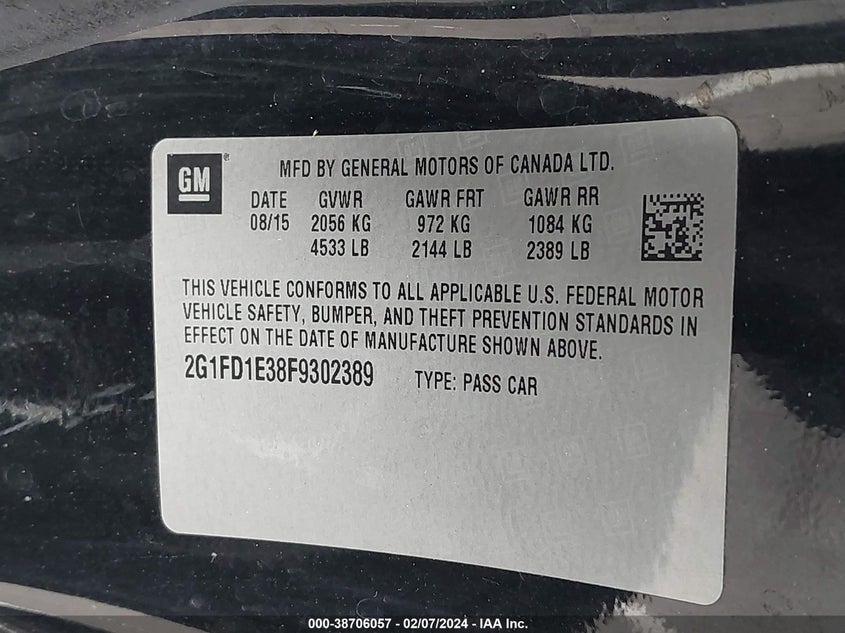 GM
MFD BY GENERAL MOTORS OF CANADA LTD.
DATE GVWR GAWR FRT GAWR RR
08/15 2056 KG 972 KG 1084 KG
4533 LB 2144 LB 2389 LB
THIS VEHICLE CONFORMS TO ALL APPLICABLE U.S. FEDERAL MOTOR
VEHICLE SAFETY, BUMPER, AND THEFT PREVENTION STANDARDS IN
EFFECT ON THE DATE OF MANUFACTURE SHOWN ABOVE.
2G1FD1E38F9302389 TYPE: PASS CAR
000-38706057 - 02/07/2024 - IAA Inc.